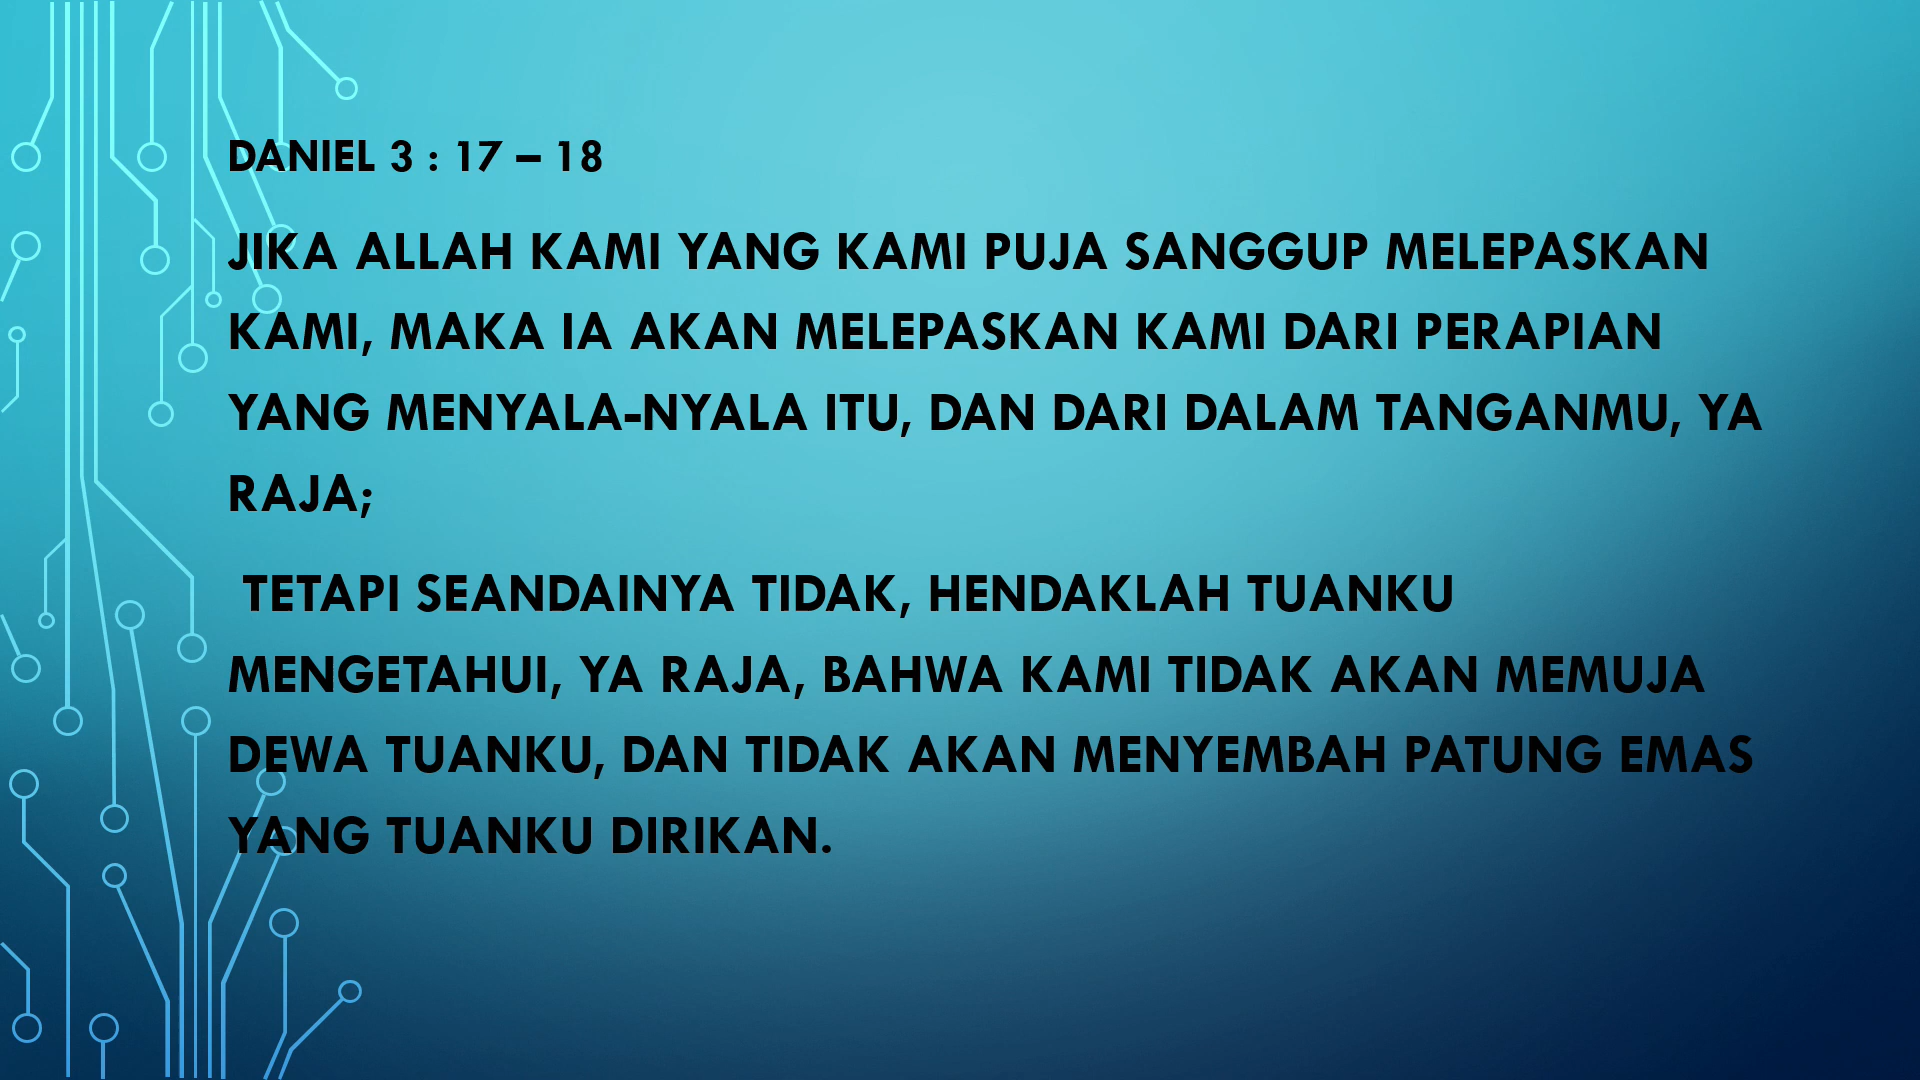 DANIEL 3 : 17 – 18
JIKA ALLAH KAMI YANG KAMI PUJA SANGGUP MELEPASKAN
KAMI, MAKA IA AKAN MELEPASKAN KAMI DARI PERAPIAN
YANG MENYALA-NYALA ITU, DAN DARI DALAM TANGANMU, YA
RAJA;
TETAPI SEANDAINYA TIDAK, HENDAKLAH TUANKU
MENGETAHUI, YA RAJA, BAHWA KAMI TIDAK AKAN MEMUJA
DEWA TUANKU, DAN TIDAK AKAN MENYEMBAH PATUNG EMAS
YANG TUANKU DIRIKAN.